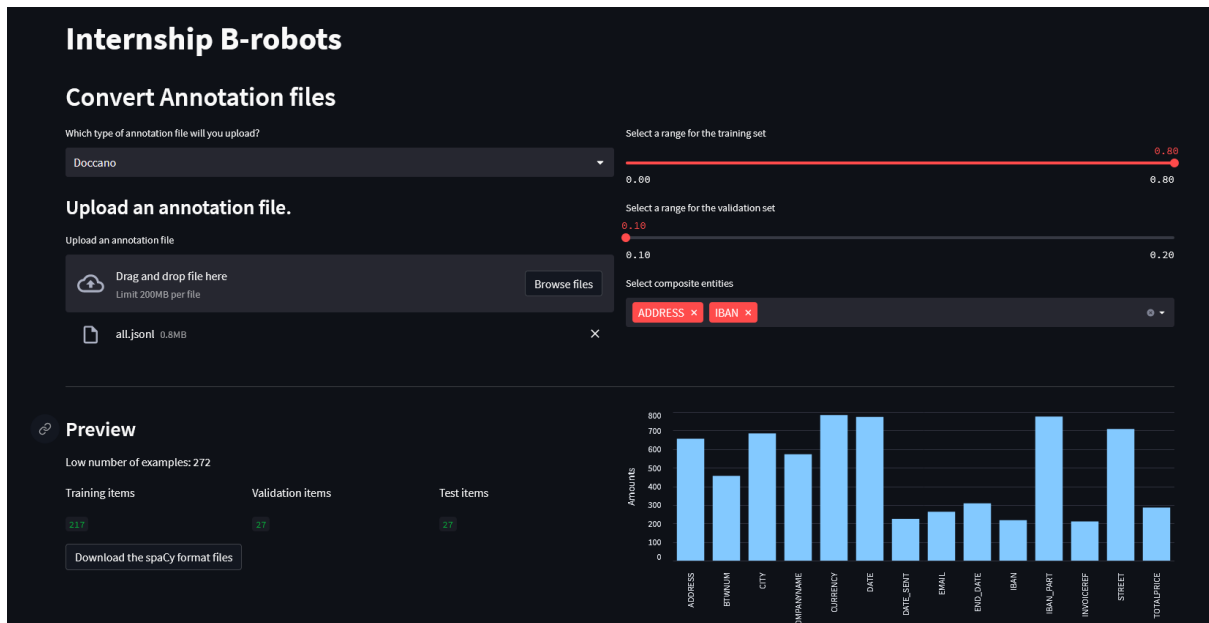 Internship B-robots
Convert Annotation files
Which type of annotation file will you upload?
Doccano
Upload an annotation file.
Upload an annotation file
Drag and drop file here
Limit 200MB per file
Browse files
all.jsonl 0.8MB
Select a range for the training set
0.80
0.00 0.80
Select a range for the validation set
0.10
0.10 0.20
Select composite entities
ADDRESS IBAN
Preview
Low number of examples: 272
Training items Validation items Test items
217 27 27
Download the spaCy format files
Amounts
800
700
600
500
400
300
200
100
0
ADDRESS
BTWNUM
CITY
OMPANYNAME
CURRENCY
DATE
DATE_SENT
EMAIL
END_DATE
IBAN
IBAN_PART
INVOICEREF
STREET
TOTALPRICE